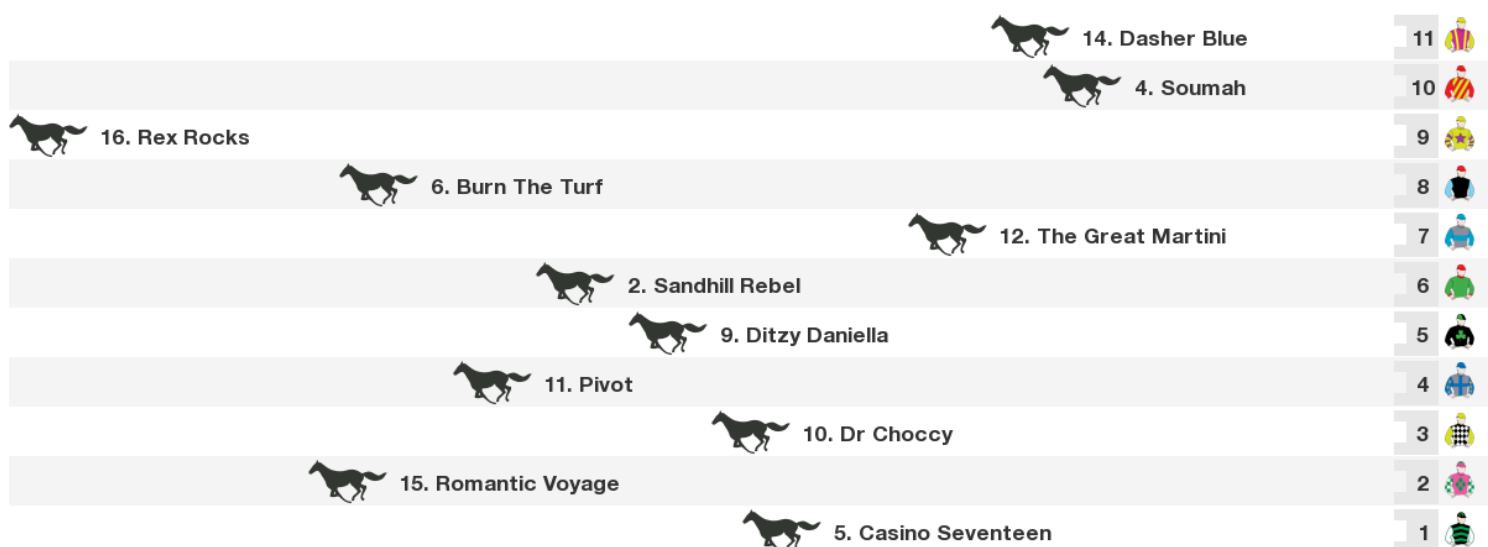 14. Dasher Blue 11
4. Soumah 10
16. Rex Rocks 9
6. Burn The Turf 8
12. The Great Martini 7
2. Sandhill Rebel 6
9. Ditzy Daniella 5
11. Pivot 4
10. Dr Choccy 3
15. Romantic Voyage 2
5. Casino Seventeen 1